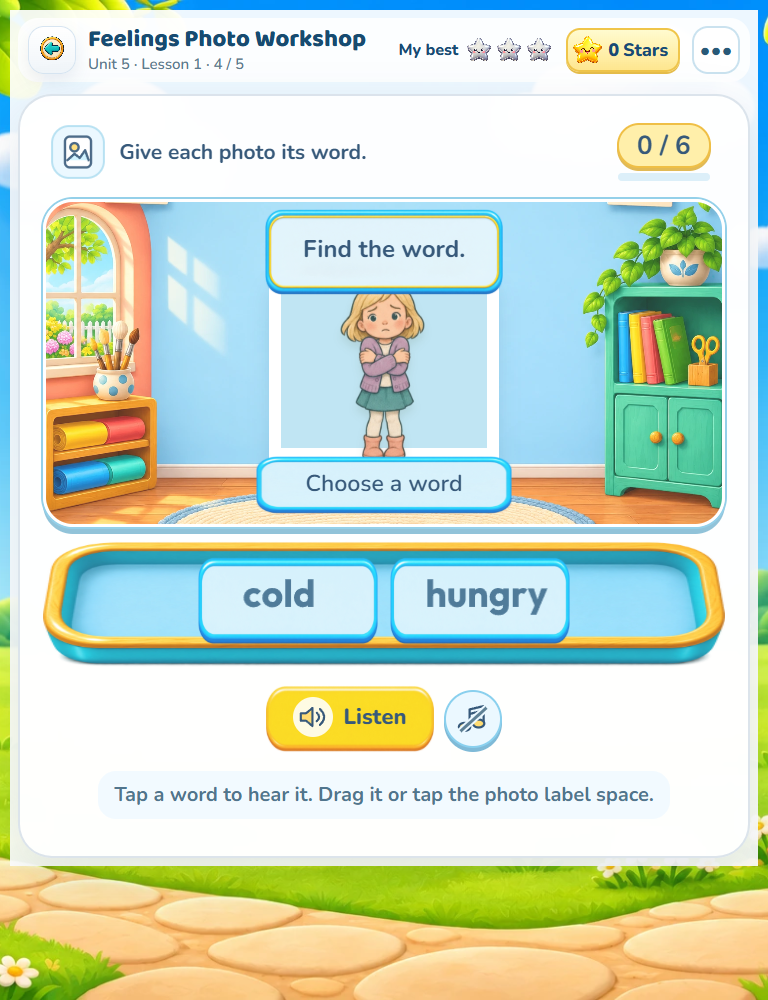 Feelings Photo Workshop
Unit 5 · Lesson 1 · 4 / 5
My best
0 Stars
Give each photo its word.
0 / 6
Find the word.
Choose a word
cold
hungry
Listen
Tap a word to hear it. Drag it or tap the photo label space.